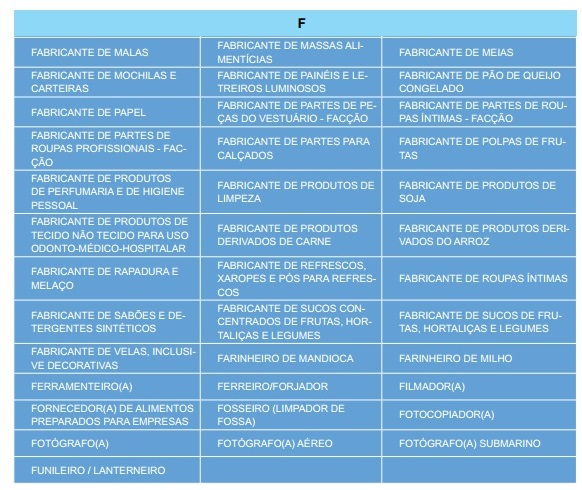 F
FABRICANTE DE MALAS
FABRICANTE DE MASSAS ALI-
MENTÍCIAS
FABRICANTE DE MEIAS
FABRICANTE DE MOCHILAS E
CARTEIRAS
FABRICANTE DE PAINÉIS E LE-
TREIROS LUMINOSOS
FABRICANTE DE PÃO DE QUEIJO
CONGELADO
FABRICANTE DE PAPEL
FABRICANTE DE PARTES DE PE-
ÇAS DO VESTUÁRIO - FACÇÃO
FABRICANTE DE PARTES DE ROU-
PAS ÍNTIMAS - FACÇÃO
FABRICANTE DE PARTES DE
ROUPAS PROFISSIONAIS - FAC-
ÇÃO
FABRICANTE DE PARTES PARA
CALÇADOS
FABRICANTE DE POLPAS DE FRU-
TAS
FABRICANTE DE PRODUTOS
DE PERFUMARIA E DE HIGIENE
PESSOAL
FABRICANTE DE PRODUTOS DE
LIMPEZA
FABRICANTE DE PRODUTOS DE
SOJA
FABRICANTE DE PRODUTOS DE
TECIDO NÃO TECIDO PARA USO
ODONTO-MÉDICO-HOSPITALAR
FABRICANTE DE PRODUTOS
DERIVADOS DE CARNE
FABRICANTE DE PRODUTOS DERI-
VADOS DO ARROZ
FABRICANTE DE RAPADURA E
MELAÇO
FABRICANTE DE REFRESCOS,
XAROPES E PÓS PARA REFRES-
COS
FABRICANTE DE ROUPAS ÍNTIMAS
FABRICANTE DE SABÕES E DE-
TERGENTES SINTÉTICOS
FABRICANTE DE SUCOS CON-
CENTRADOS DE FRUTAS, HOR-
TALIÇAS E LEGUMES
FABRICANTE DE SUCOS DE FRU-
TAS, HORTALIÇAS E LEGUMES
FABRICANTE DE VELAS, INCLUSI-
VE DECORATIVAS
FARINHEIRO DE MANDIOCA
FARINHEIRO DE MILHO
FERRAMENTEIRO(A)
FERREIRO/FORJADOR
FILMADOR(A)
FORNECEDOR(A) DE ALIMENTOS
PREPARADOS PARA EMPRESAS
FOSSEIRO (LIMPADOR DE
FOSSA)
FOTOCOPIADOR(A)
FOTÓGRAFO(A)
FOTÓGRAFO(A) AÉREO
FOTÓGRAFO(A) SUBMARINO
FUNILEIRO / LANTERNEIRO